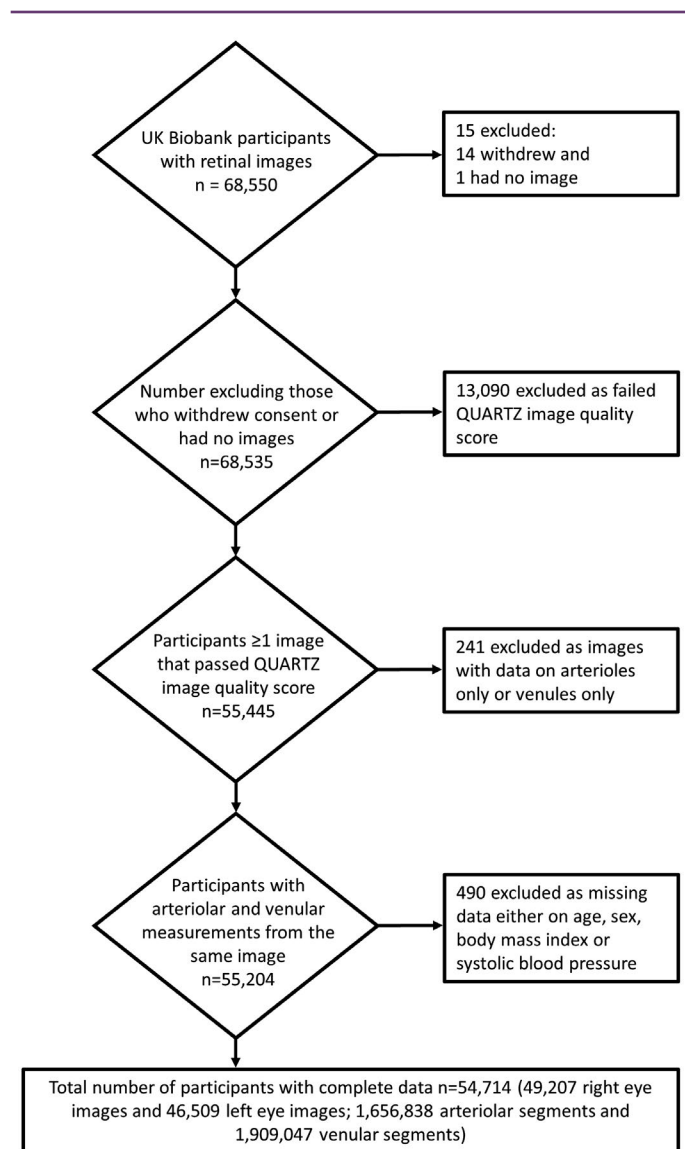 UK Biobank participants
with retinal images
n = 68,550
15 excluded:
14 withdrew and
1 had no image
Number excluding those
who withdrew consent or
had no images
n=68,535
13,090 excluded as failed
QUARTZ image quality
score
Participants ≥1 image
that passed QUARTZ
image quality score
n=55,445
241 excluded as images
with data on arterioles
only or venules only
Participants with
arteriolar and venular
measurements from the
same image
n=55,204
490 excluded as missing
data either on age, sex,
body mass index or
systolic blood pressure
Total number of participants with complete data n=54,714 (49,207 right eye
images and 46,509 left eye images; 1,656,838 arteriolar segments and
1,909,047 venular segments)